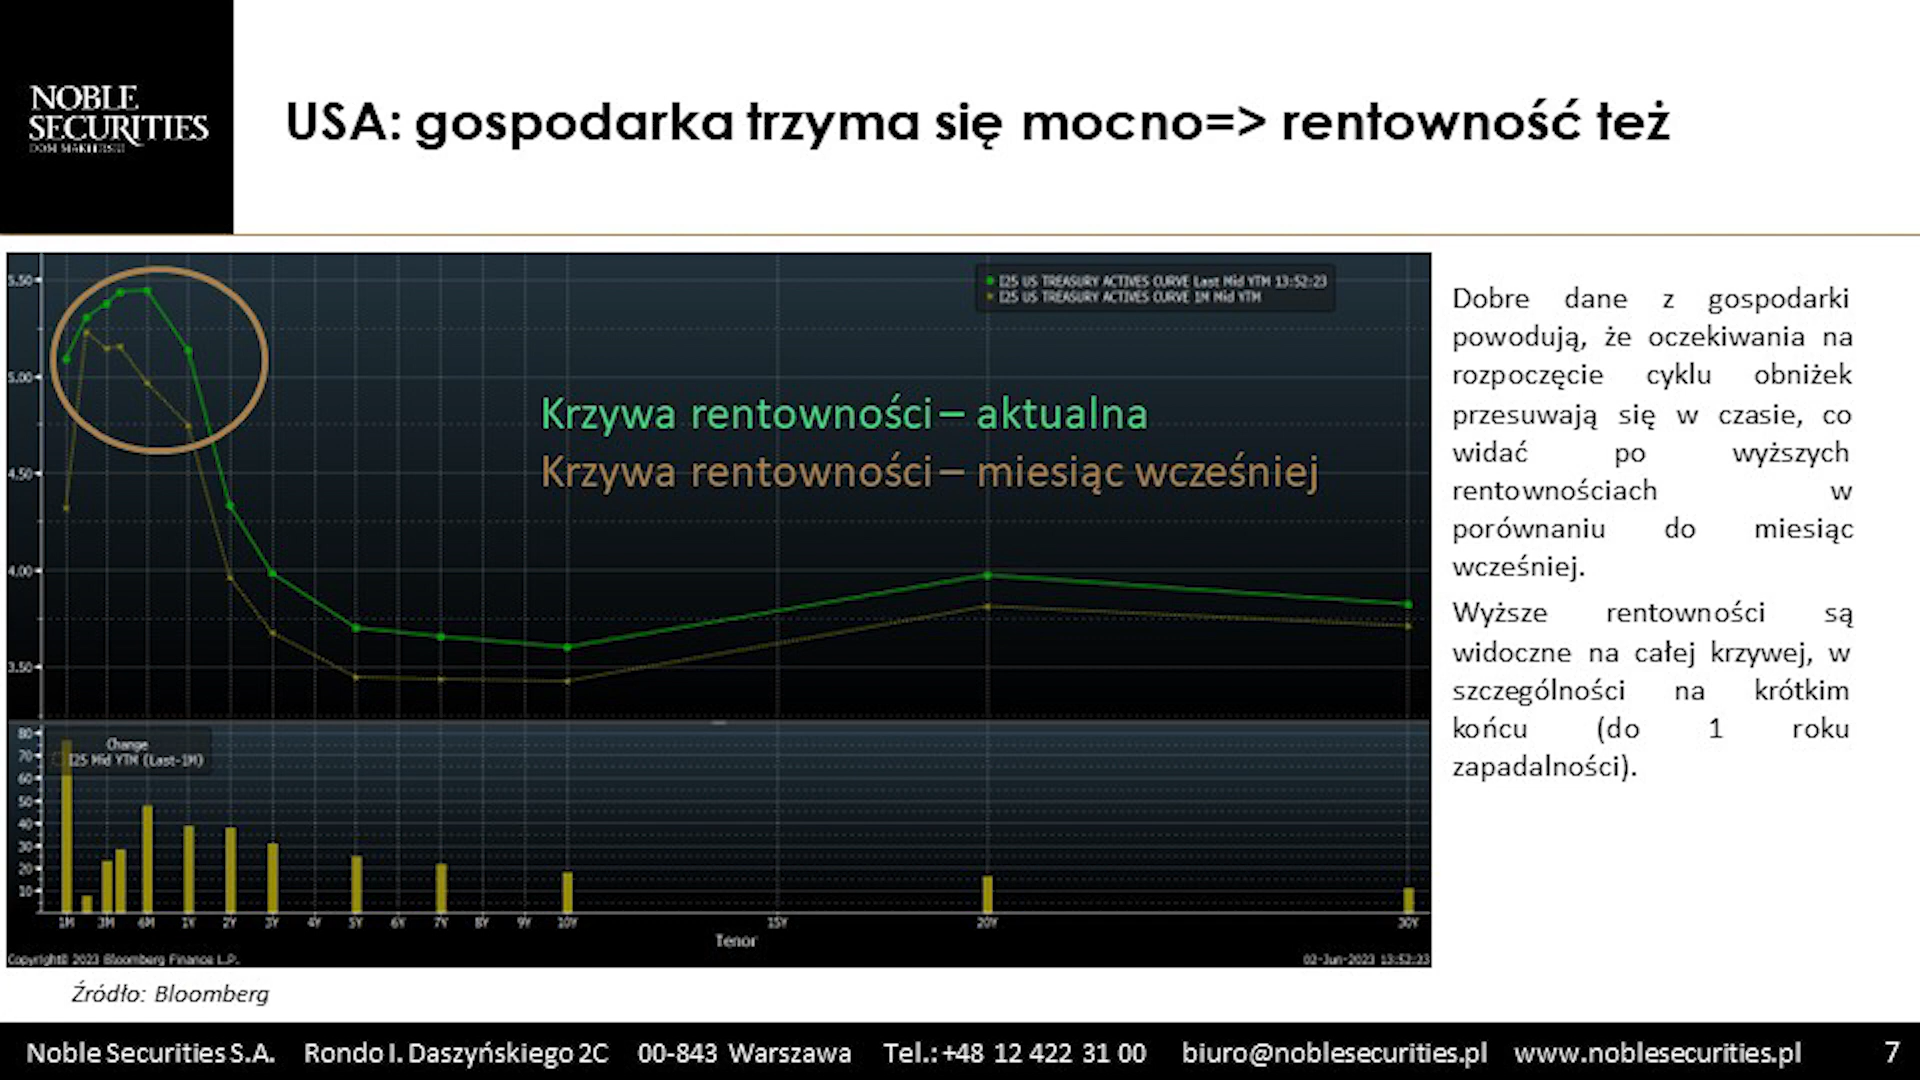 NOBLE
SECURITIES
DOM MAKLERSKI
USA: gospodarka trzyma się mocno=> rentowność też
I25 US TREASURY ACTIVES CURVE Last Mid YTM 13:52:23
I25 US TREASURY ACTIVES CURVE 1M Mid YTM
5.50
5.00
4.50
4.00
3.50
Krzywa rentowności – aktualna
Krzywa rentowności – miesiąc wcześniej
80
70
60
50
40
30
20
10
Change
I25 Mid YTM (Last-1M)
1M 3M 6M 1Y 2Y 3Y 4Y 5Y 6Y 7Y 8Y 9Y 10Y 15Y 20Y 30Y
Tenor
Copyright© 2023 Bloomberg Finance L.P.
02-Jun-2023 13:52:23
Źródło: Bloomberg
Dobre dane z gospodarki
powodują, że oczekiwania na
rozpoczęcie cyklu obniżek
przesuwają się w czasie, co
widać po wyższych
rentownościach w
porównaniu do miesiąc
wcześniej.
Wyższe rentowności są
widoczne na całej krzywej, w
szczególności na krótkim
końcu (do 1 roku
zapadalności).
Noble Securities S.A. Rondo I. Daszyńskiego 2C 00-843 Warszawa Tel.: +48 12 422 31 00 biuro@noblesecurities.pl www.noblesecurities.pl 7